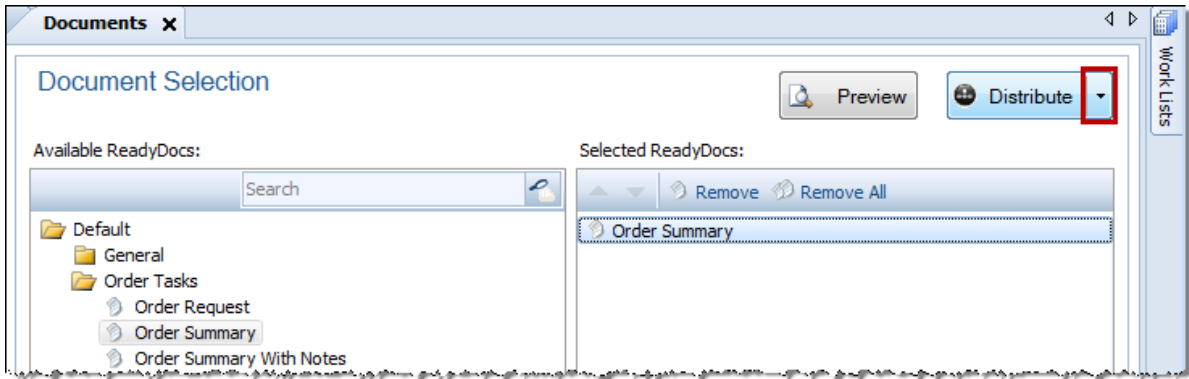 Documents
Work Lists
Document Selection
Preview
Distribute
Available ReadyDocs:
Selected ReadyDocs:
Search
Remove
Remove All
Default
Order Summary
General
Order Tasks
Order Request
Order Summary
Order Summary With Notes